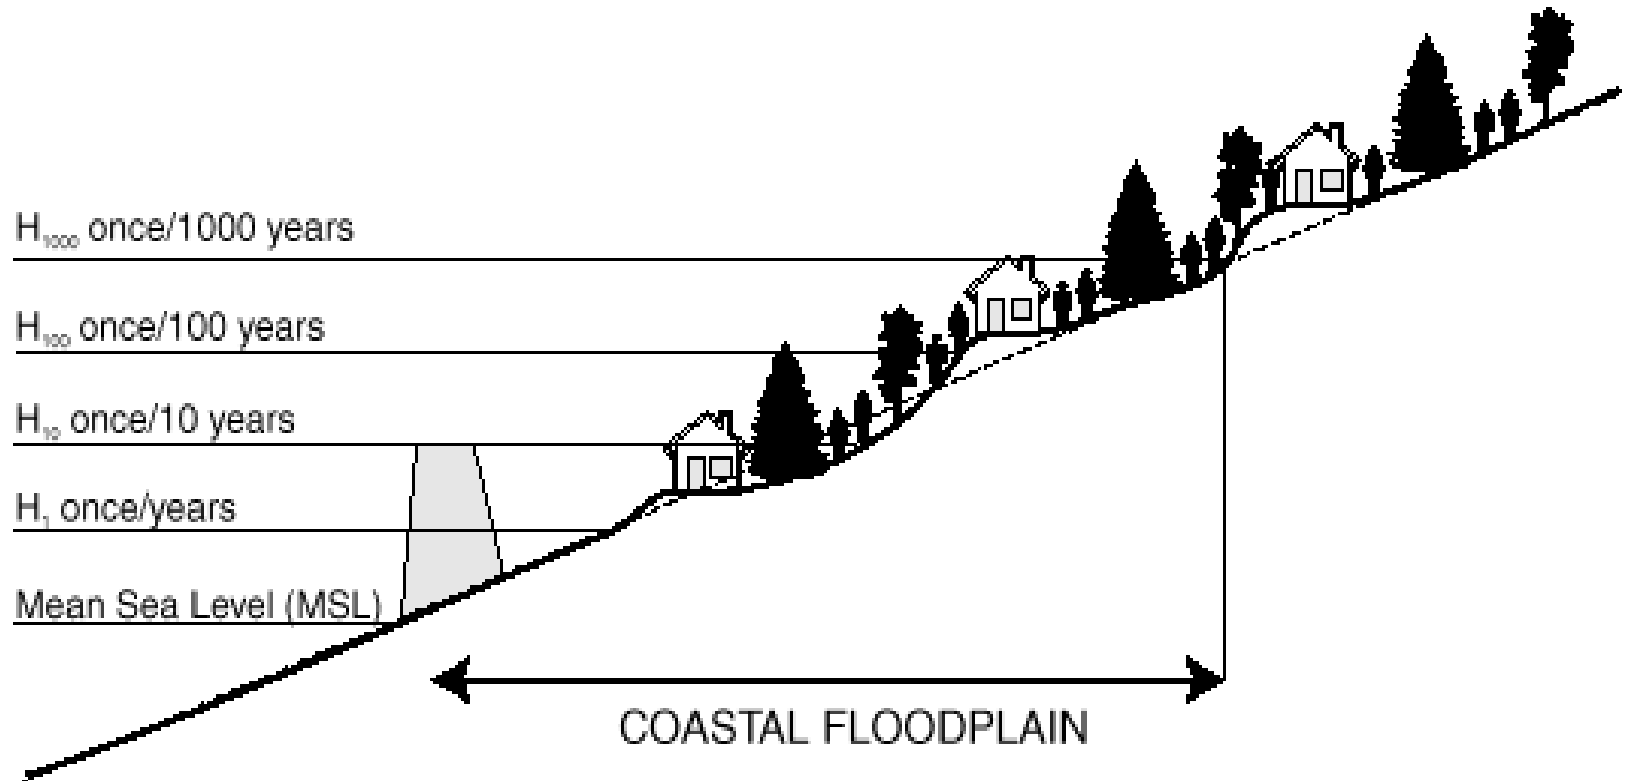 H₁₀₀₀ once/1000 years
H₁₀₀ once/100 years
H₁₀ once/10 years
H₁ once/years
Mean Sea Level (MSL)
COASTAL FLOODPLAIN